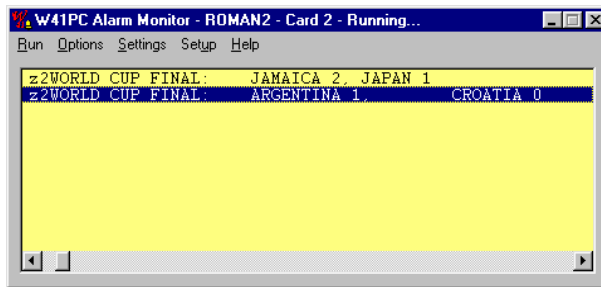 W41PC Alarm Monitor - ROMAN2 - Card 2 - Running...
Run Options Settings Setup Help
z2WORLD CUP FINAL: JAMAICA 2, JAPAN 1
z2WORLD CUP FINAL: ARGENTINA 1, CROATIA 0